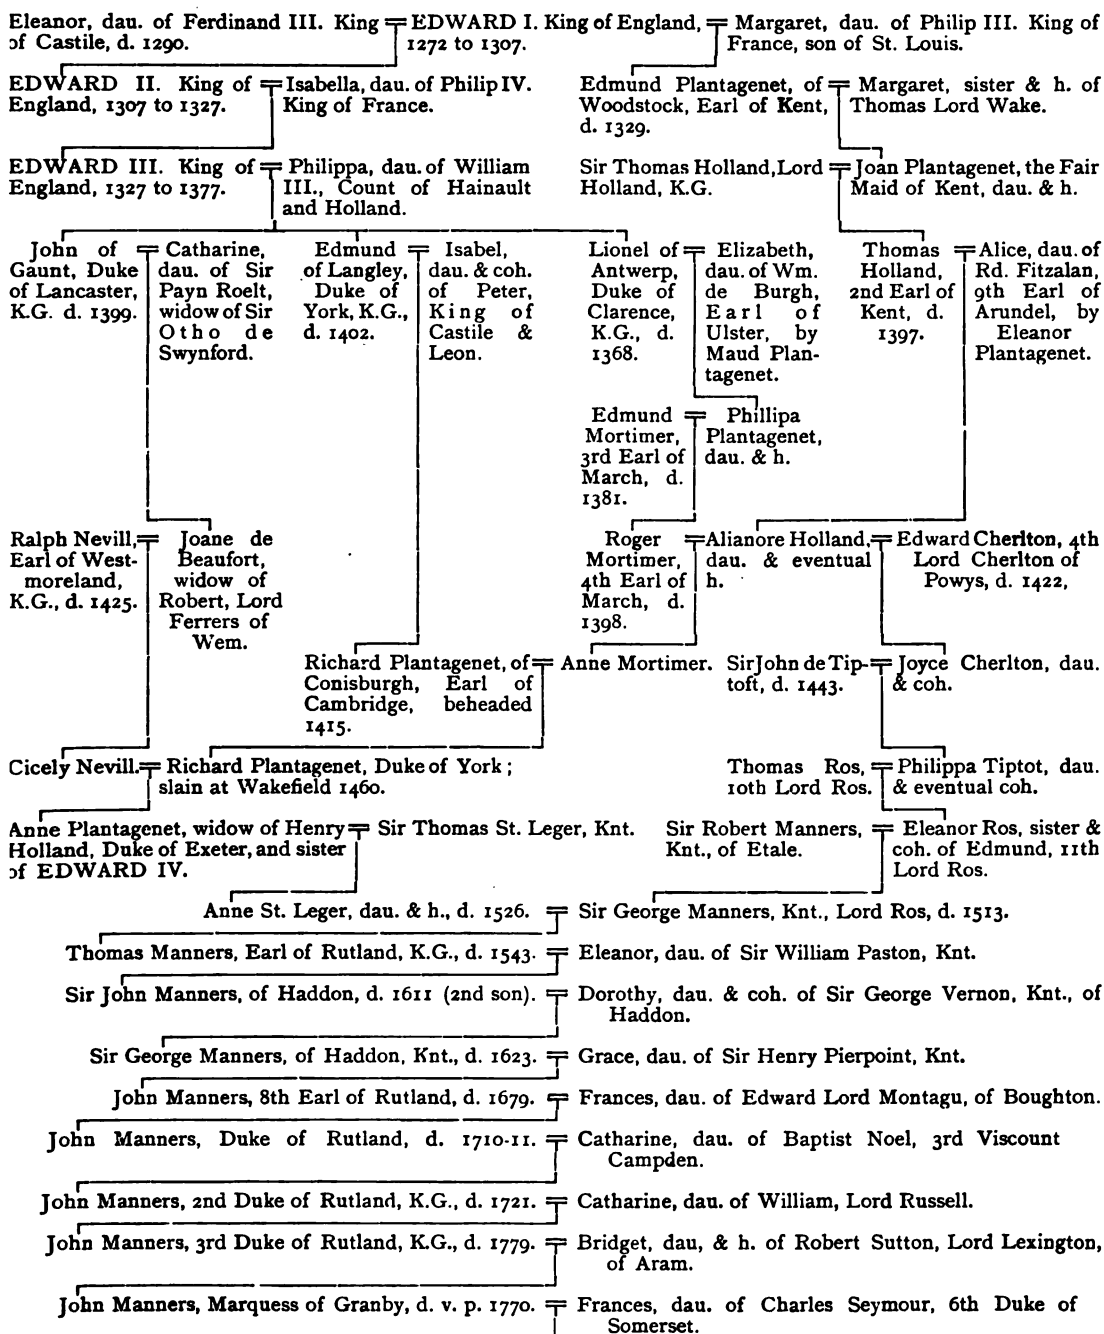 Eleanor, dau. of Ferdinand III. King
of Castile, d. 1290.
EDWARD I. King of England,
1272 to 1307.
Margaret, dau. of Philip III. King of
France, son of St. Louis.
EDWARD II. King of
England, 1307 to 1327.
Isabella, dau. of Philip IV.
King of France.
Edmund Plantagenet, of
Woodstock, Earl of Kent,
d. 1329.
Margaret, sister & h. of
Thomas Lord Wake.
EDWARD III. King of
England, 1327 to 1377.
Philippa, dau. of William
III., Count of Hainault
and Holland.
Sir Thomas Holland, Lord
Holland, K.G.
Joan Plantagenet, the Fair
Maid of Kent, dau. & h.
John of
Gaunt, Duke
of Lancaster,
K.G. d. 1399.
Catharine,
dau. of Sir
Payn Roelt,
widow of Sir
Otho de
Swynford.
Edmund
of Langley,
Duke of
York, K.G.,
d. 1402.
Isabel,
dau. & coh.
of Peter,
King of
Castile &
Leon.
Lionel of
Antwerp,
Duke of
Clarence,
K.G., d.
1368.
Elizabeth,
dau. of Wm.
de Burgh,
Earl of
Ulster, by
Maud Plan-
tagenet.
Thomas
Holland,
2nd Earl of
Kent, d.
1397.
Alice, dau. of
Rd. Fitzalan,
9th Earl of
Arundel, by
Eleanor
Plantagenet.
Edmund
Mortimer,
3rd Earl of
March, d.
1381.
Phillipa
Plantagenet,
dau. & h.
Ralph Nevill,
Earl of West-
moreland,
K.G., d. 1425.
Joane de
Beaufort,
widow of
Robert, Lord
Ferrers of
Wem.
Roger
Mortimer,
4th Earl of
March, d.
1398.
Alianore Holland,
dau. & eventual
h.
Edward Cherlton, 4th
Lord Cherlton of
Powys, d. 1422,
Richard Plantagenet, of
Conisburgh, Earl of
Cambridge, beheaded
1415.
Anne Mortimer.
Sir John de Tip-
toft, d. 1443.
Joyce Cherlton, dau.
& coh.
Cicely Nevill.
Richard Plantagenet, Duke of York;
slain at Wakefield 1460.
Thomas Ros,
10th Lord Ros.
Philippa Tiptot, dau.
& eventual coh.
Anne Plantagenet, widow of Henry
Holland, Duke of Exeter, and sister
of EDWARD IV.
Sir Thomas St. Leger, Knt.
Sir Robert Manners,
Knt., of Etale.
Eleanor Ros, sister &
coh. of Edmund, 11th
Lord Ros.
Anne St. Leger, dau. & h., d. 1526.
Sir George Manners, Knt., Lord Ros, d. 1513.
Thomas Manners, Earl of Rutland, K.G., d. 1543.
Eleanor, dau. of Sir William Paston, Knt.
Sir John Manners, of Haddon, d. 1611 (2nd son).
Dorothy, dau. & coh. of Sir George Vernon, Knt., of
Haddon.
Sir George Manners, of Haddon, Knt., d. 1623.
Grace, dau. of Sir Henry Pierpoint, Knt.
John Manners, 8th Earl of Rutland, d. 1679.
Frances, dau. of Edward Lord Montagu, of Boughton.
John Manners, Duke of Rutland, d. 1710-11.
Catharine, dau. of Baptist Noel, 3rd Viscount
Campden.
John Manners, 2nd Duke of Rutland, K.G., d. 1721.
Catharine, dau. of William, Lord Russell.
John Manners, 3rd Duke of Rutland, K.G., d. 1779.
Bridget, dau, & h. of Robert Sutton, Lord Lexington,
of Aram.
John Manners, Marquess of Granby, d. v. p. 1770.
Frances, dau. of Charles Seymour, 6th Duke of
Somerset.